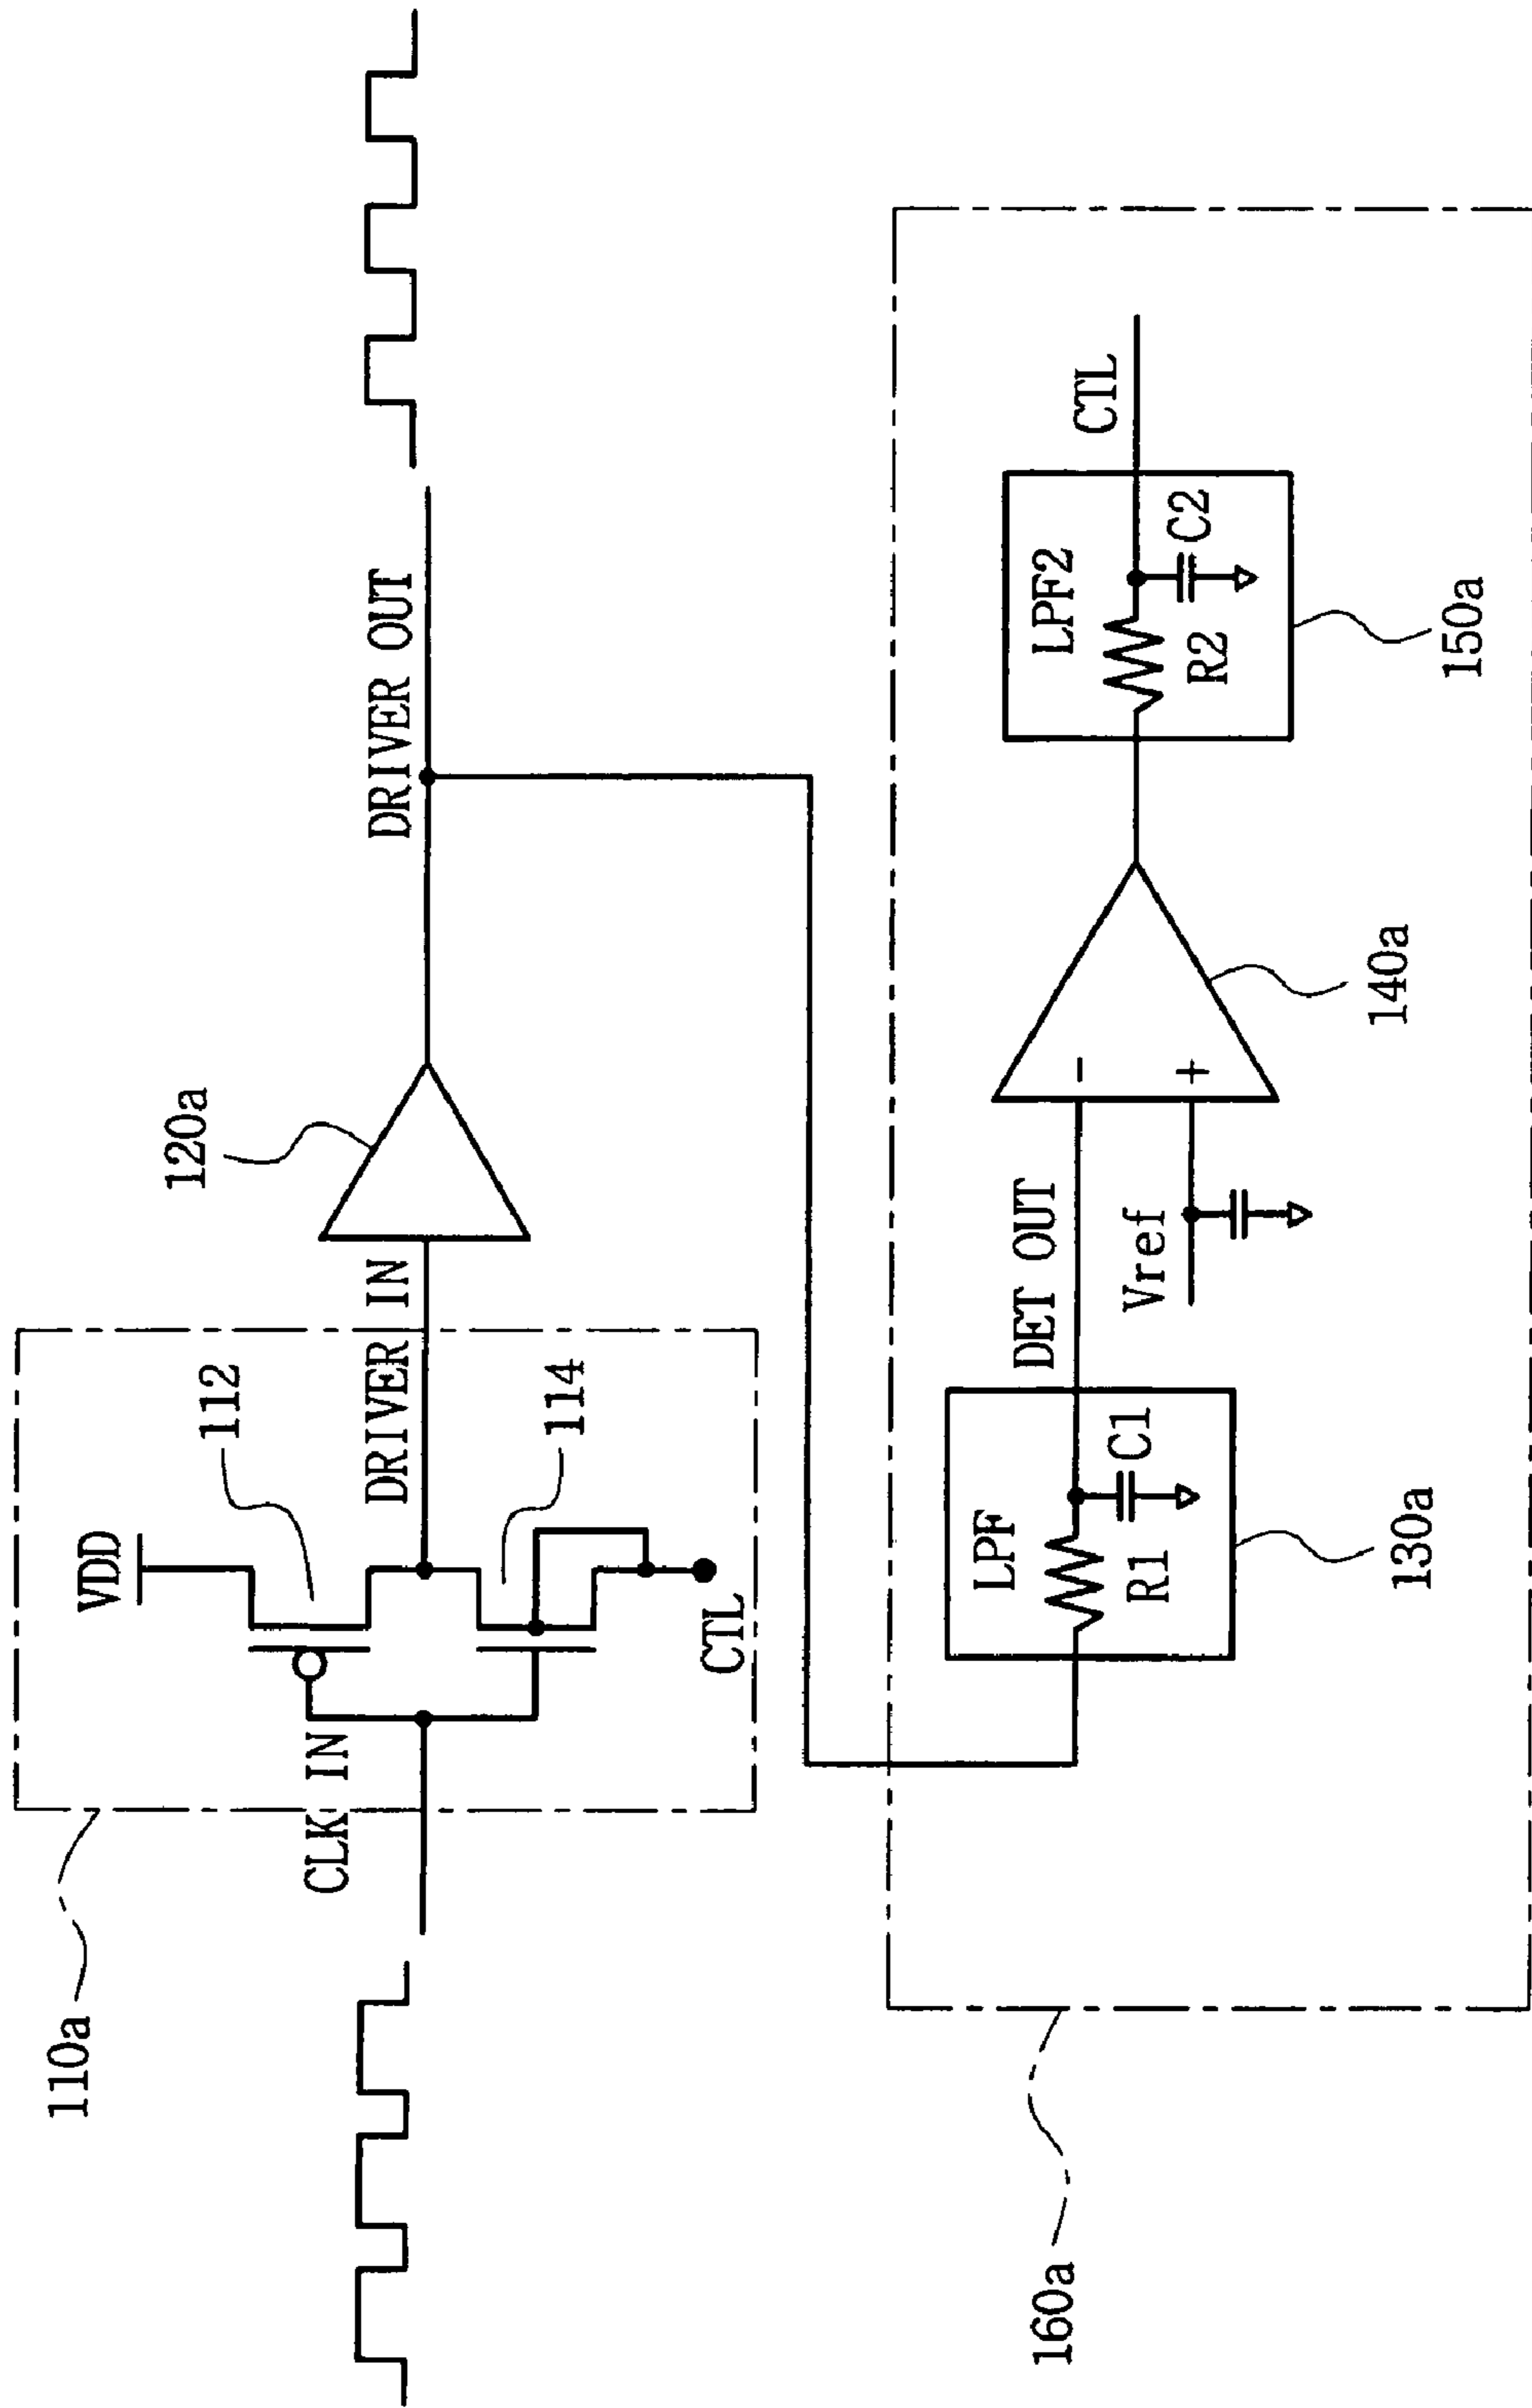 110a
CLK IN
VDD
112
DRIVER IN
114
CTL
120a
DRIVER OUT
160a
LPF
R1
C1
130a
DET OUT
Vref
-
+
140a
LPF2
R2
C2
150a
CTL